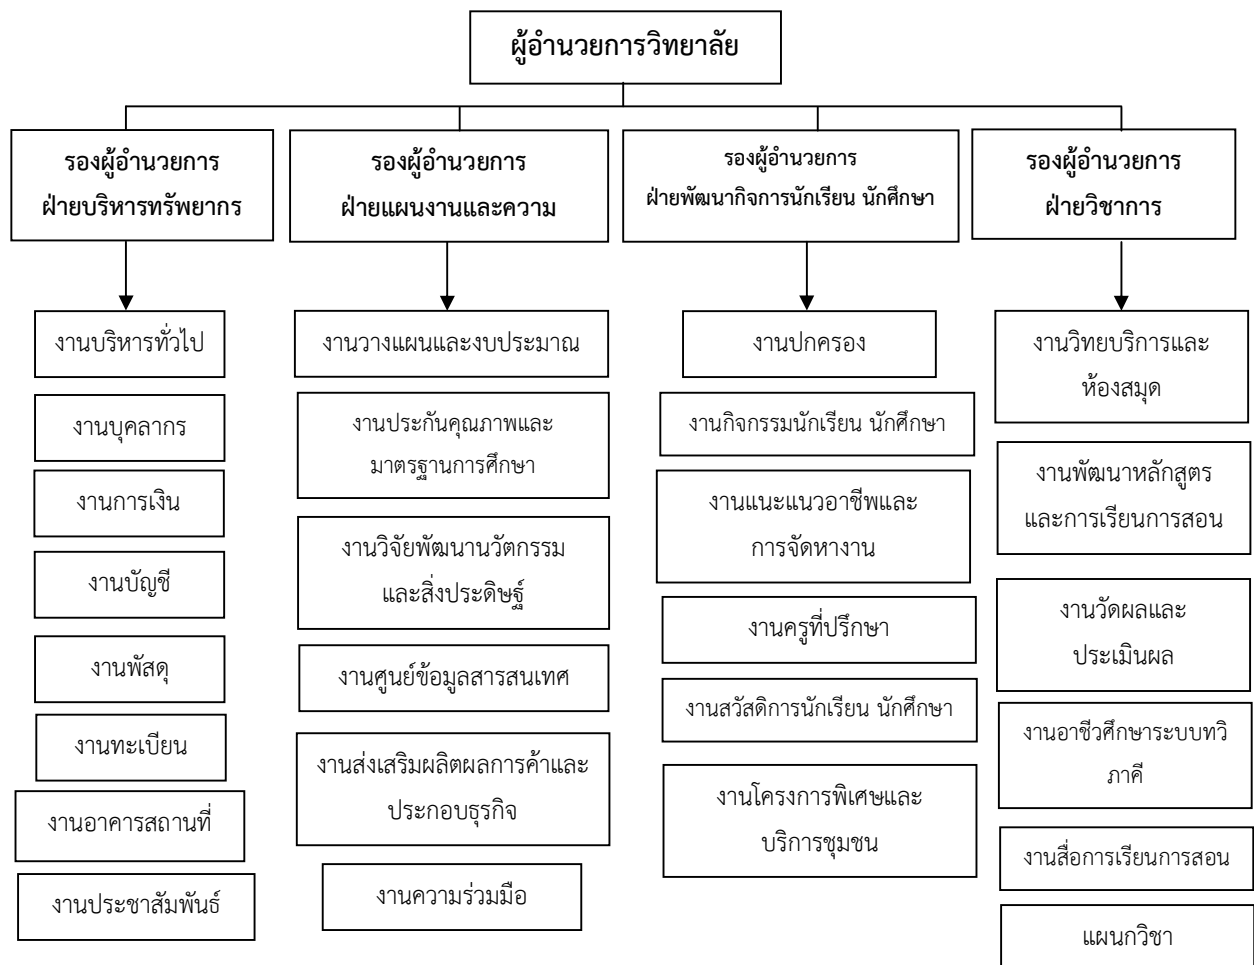 ผู้อำนวยการวิทยาลัย
รองผู้อำนวยการ
ฝ่ายบริหารทรัพยากร
รองผู้อำนวยการ
ฝ่ายแผนงานและความ
รองผู้อำนวยการ
ฝ่ายพัฒนากิจการนักเรียน นักศึกษา
รองผู้อำนวยการ
ฝ่ายวิชาการ
งานบริหารทั่วไป
งานบุคลากร
งานการเงิน
งานบัญชี
งานพัสดุ
งานทะเบียน
งานอาคารสถานที่
งานประชาสัมพันธ์
งานวางแผนและงบประมาณ
งานประกันคุณภาพและ
มาตรฐานการศึกษา
งานวิจัยพัฒนานวัตกรรม
และสิ่งประดิษฐ์
งานศูนย์ข้อมูลสารสนเทศ
งานส่งเสริมผลิตผลการค้าและ
ประกอบธุรกิจ
งานความร่วมมือ
งานปกครอง
งานกิจกรรมนักเรียน นักศึกษา
งานแนะแนวอาชีพและ
การจัดหางาน
งานครูที่ปรึกษา
งานสวัสดิการนักเรียน นักศึกษา
งานโครงการพิเศษและ
บริการชุมชน
งานวิทยบริการและ
ห้องสมุด
งานพัฒนาหลักสูตร
และการเรียนการสอน
งานวัดผลและ
ประเมินผล
งานอาชีวศึกษาระบบทวิ
ภาคี
งานสื่อการเรียนการสอน
แผนกวิชา